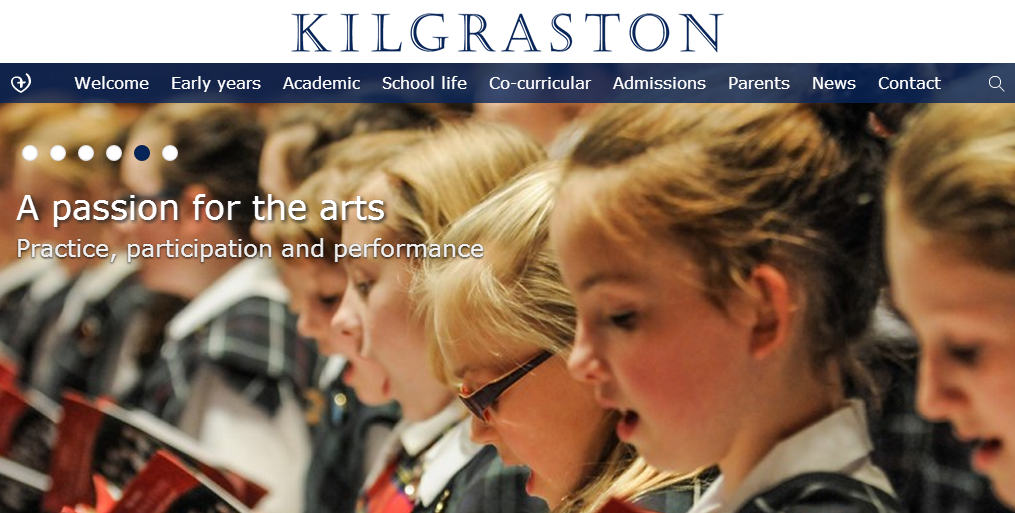 KILGRASTON
Welcome Early years Academic School life Co-curricular Admissions Parents News Contact
A passion for the arts
Practice, participation and performance